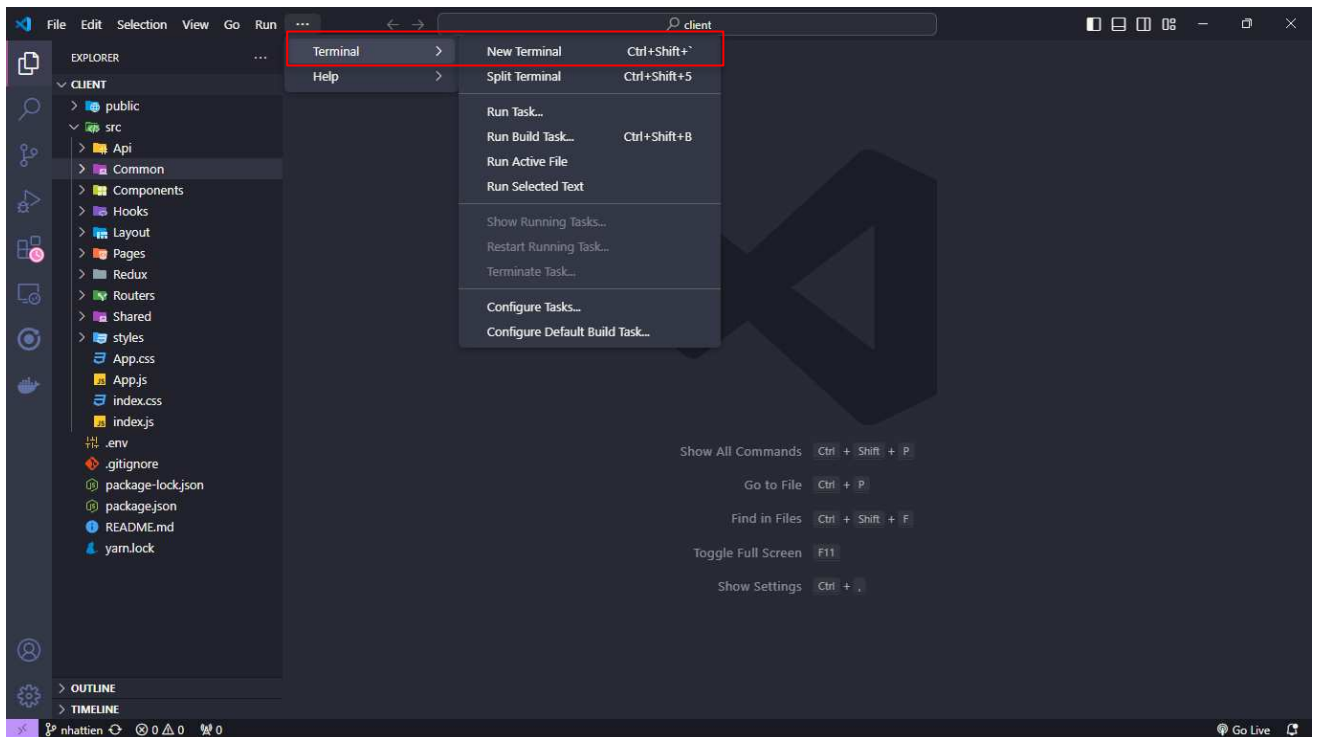 File Edit Selection View Go Run ... client
EXPLORER ...
CLIENT
public
src
Api
Common
Components
Hooks
Layout
Pages
Redux
Routers
Shared
styles
App.css
App.js
index.css
index.js
.env
.gitignore
package-lock.json
package.json
README.md
yarn.lock
OUTLINE
TIMELINE
Terminal
Help
New Terminal Ctrl+Shift+`
Split Terminal Ctrl+Shift+5
Run Task...
Run Build Task... Ctrl+Shift+B
Run Active File
Run Selected Text
Show Running Tasks...
Restart Running Task...
Terminate Task...
Configure Tasks...
Configure Default Build Task...
Show All Commands Ctrl + Shift + P
Go to File Ctrl + P
Find in Files Ctrl + Shift + F
Toggle Full Screen F11
Show Settings Ctrl + ,
nhattien 0 0 0 Go Live